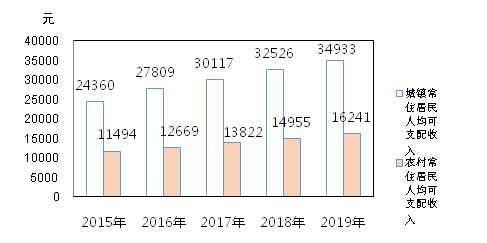 元
40000
35000
30000
25000
20000
15000
10000
5000
0
24360
27809
30117
32526
34933
11494
12669
13822
14955
16241
2015年
2016年
2017年
2018年
2019年
城镇常
住居民
人均可
支配收
入
农村常
住居民
人均可
支配收
入